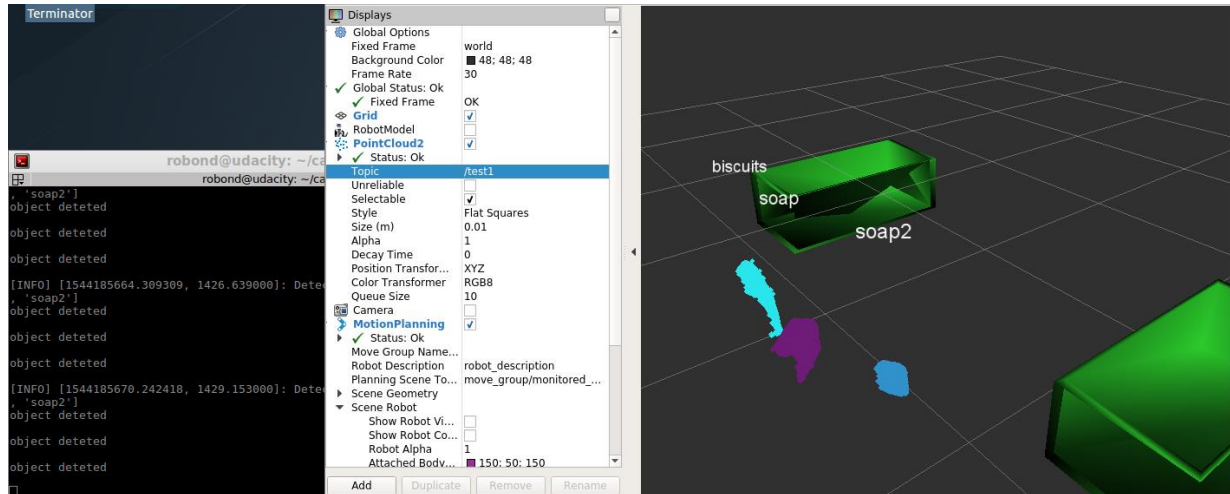 Terminator
robond@udacity: ~/ca
robond@udacity: ~/ca
, 'soap2']
object deteted
object deteted
object deteted
[INFO] [1544185664.309309, 1426.639000]: Detec
, 'soap2']
object deteted
object deteted
object deteted
[INFO] [1544185670.242418, 1429.153000]: Detec
, 'soap2']
object deteted
object deteted
object deteted
Displays
Global Options
Fixed Frame world
Background Color 48; 48; 48
Frame Rate 30
Global Status: Ok
Fixed Frame OK
Grid
RobotModel
PointCloud2
Status: Ok
Topic /test1
Unreliable
Selectable
Style Flat Squares
Size (m) 0.01
Alpha 1
Decay Time 0
Position Transfor... XYZ
Color Transformer RGB8
Queue Size 10
Camera
MotionPlanning
Status: Ok
Move Group Name...
Robot Description robot_description
Planning Scene To... move_group/monitored_...
Scene Geometry
Scene Robot
Show Robot Vi...
Show Robot Co...
Robot Alpha 1
Attached Body... 150; 50; 150
Add Duplicate Remove Rename
biscuits
soap
soap2